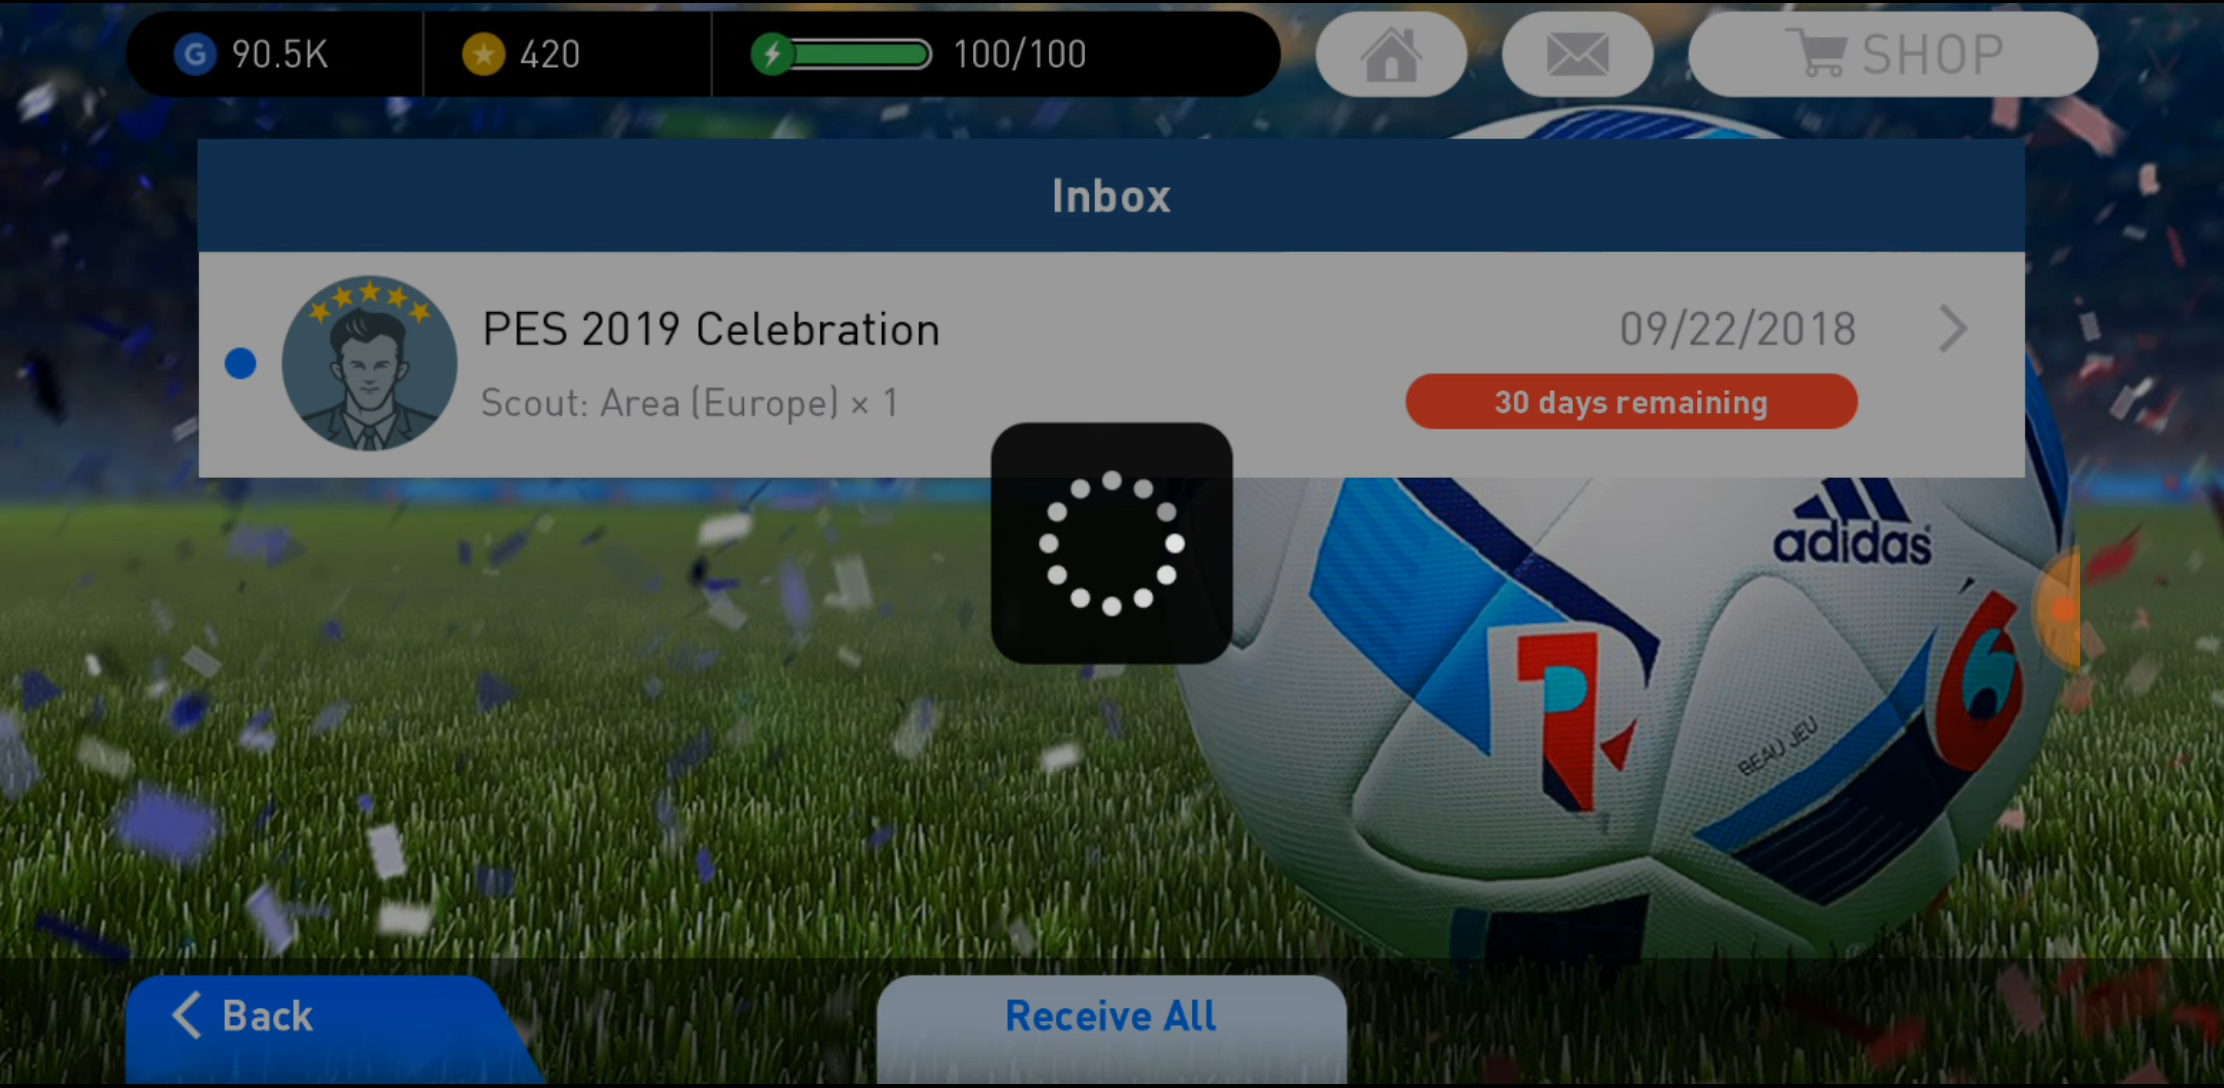 G 90.5K 420 100/100 SHOP
Inbox
PES 2019 Celebration
09/22/2018
Scout: Area (Europe) × 1
30 days remaining
adidas
BEAU JEU
Back
Receive All